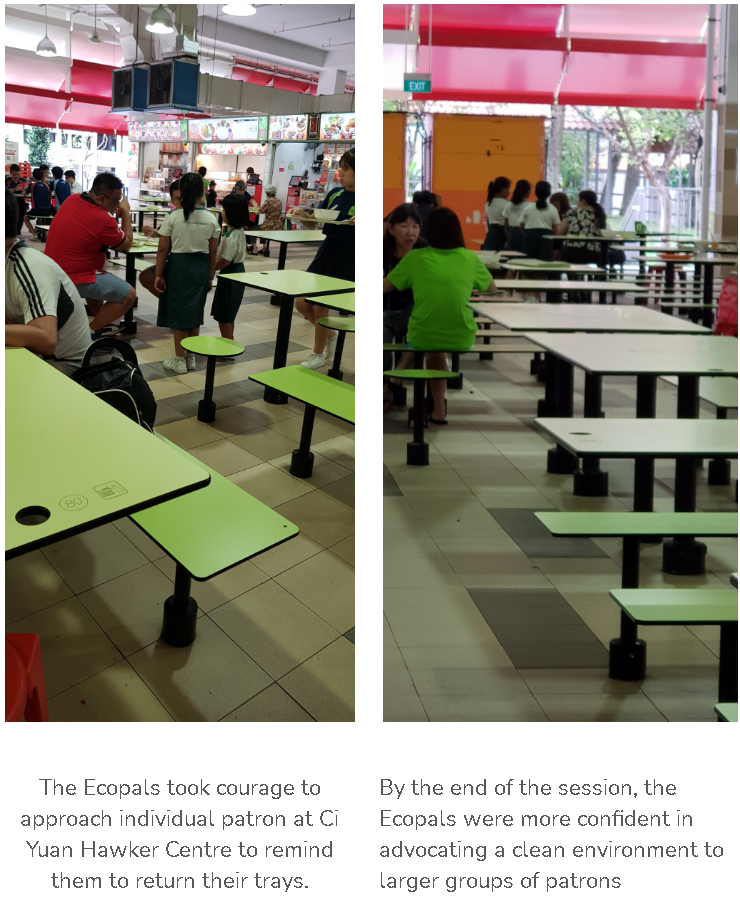 EXIT
80
The Ecopals took courage to
approach individual patron at Ci
Yuan Hawker Centre to remind
them to return their trays.
By the end of the session, the
Ecopals were more confident in
advocating a clean environment to
larger groups of patrons